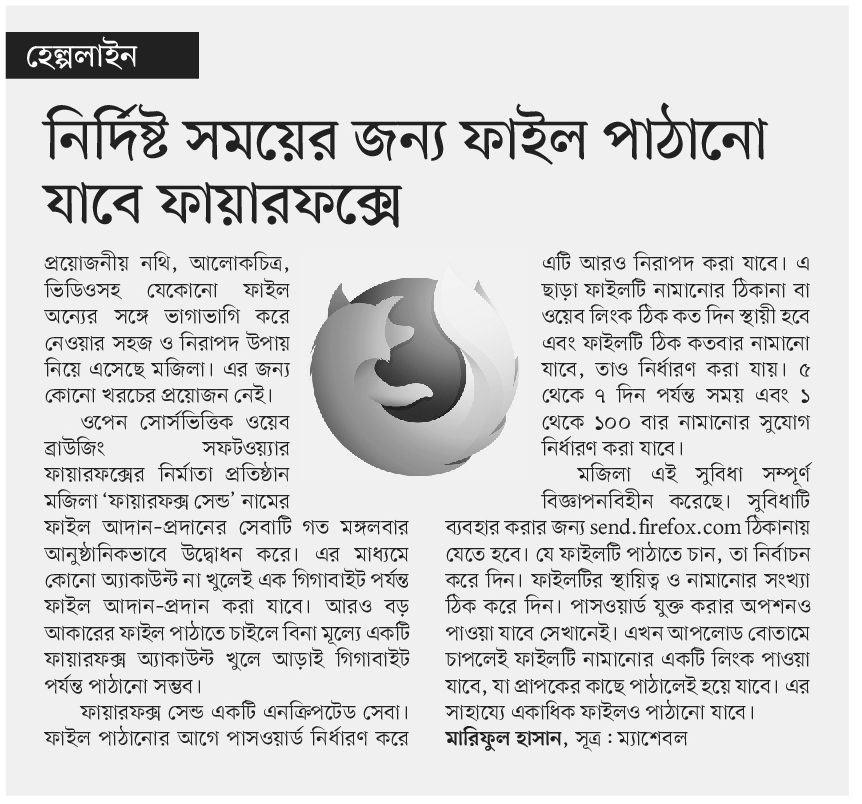 হেল্পলাইন
নির্দিষ্ট সময়ের জন্য ফাইল পাঠানো
যাবে ফায়ারফক্সে
প্রয়োজনীয় নথি, আলোকচিত্র,
ভিডিওসহ যেকোনো ফাইল
অন্যের সঙ্গে ভাগাভাগি করে
নেওয়ার সহজ ও নিরাপদ উপায়
নিয়ে এসেছে মজিলা। এর জন্য
কোনো খরচের প্রয়োজন নেই।
ওপেন সোর্সভিত্তিক ওয়েব
ব্রাউজিং সফটওয়্যার
ফায়ারফক্সের নির্মাতা প্রতিষ্ঠান
মজিলা ‘ফায়ারফক্স সেন্ড’ নামের
ফাইল আদান-প্রদানের সেবাটি গত মঙ্গলবার
আনুষ্ঠানিকভাবে উদ্বোধন করে। এর মাধ্যমে
কোনো অ্যাকাউন্ট না খুলেই এক গিগাবাইট পর্যন্ত
ফাইল আদান-প্রদান করা যাবে। আরও বড়
আকারের ফাইল পাঠাতে চাইলে বিনা মূল্যে একটি
ফায়ারফক্স অ্যাকাউন্ট খুলে আড়াই গিগাবাইট
পর্যন্ত পাঠানো সম্ভব।
ফায়ারফক্স সেন্ড একটি এনক্রিপটেড সেবা।
ফাইল পাঠানোর আগে পাসওয়ার্ড নির্ধারণ করে
এটি আরও নিরাপদ করা যাবে। এ
ছাড়া ফাইলটি নামানোর ঠিকানা বা
ওয়েব লিংক ঠিক কত দিন স্থায়ী হবে
এবং ফাইলটি ঠিক কতবার নামানো
যাবে, তাও নির্ধারণ করা যায়। ৫
থেকে ৭ দিন পর্যন্ত সময় এবং ১
থেকে ১০০ বার নামানোর সুযোগ
নির্ধারণ করা যাবে।
মজিলা এই সুবিধা সম্পূর্ণ
বিজ্ঞাপনবিহীন করেছে। সুবিধাটি
ব্যবহার করার জন্য send.firefox.com ঠিকানায়
যেতে হবে। যে ফাইলটি পাঠাতে চান, তা নির্বাচন
করে দিন। ফাইলটির স্থায়িত্ব ও নামানোর সংখ্যা
ঠিক করে দিন। পাসওয়ার্ড যুক্ত করার অপশনও
পাওয়া যাবে সেখানেই। এখন আপলোড বোতামে
চাপলেই ফাইলটি নামানোর একটি লিংক পাওয়া
যাবে, যা প্রাপকের কাছে পাঠালেই হয়ে যাবে। এর
সাহায্যে একাধিক ফাইলও পাঠানো যাবে।
মারিফুল হাসান, সূত্র : ম্যাশেবল